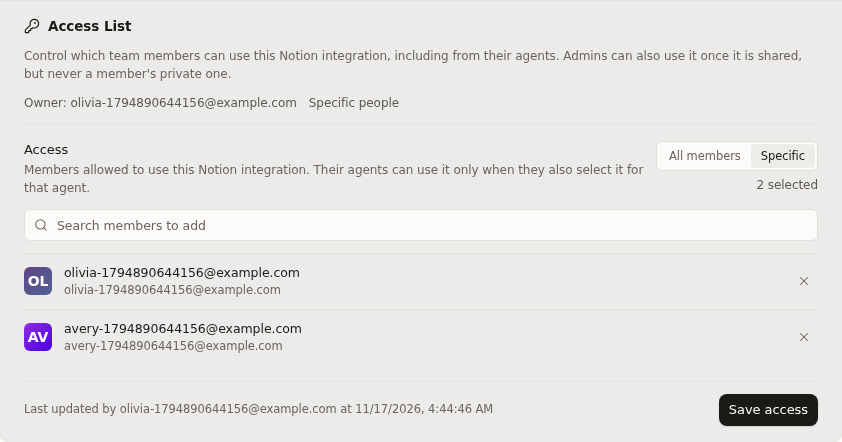 Access List
Control which team members can use this Notion integration, including from their agents. Admins can also use it once it is shared,
but never a member's private one.
Owner: olivia-1794890644156@example.com Specific people
Access
Members allowed to use this Notion integration. Their agents can use it only when they also select it for
that agent.
All members Specific
2 selected
Search members to add
OL
olivia-1794890644156@example.com
olivia-1794890644156@example.com
AV
avery-1794890644156@example.com
avery-1794890644156@example.com
Last updated by olivia-1794890644156@example.com at 11/17/2026, 4:44:46 AM
Save access